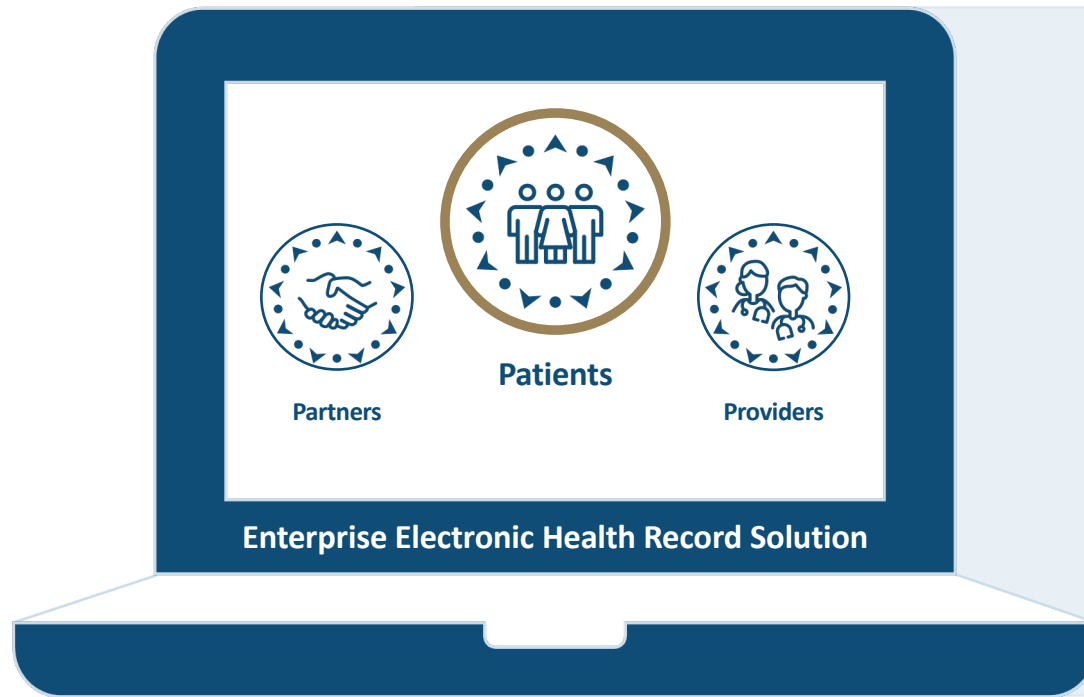 Patients
Partners
Providers
Enterprise Electronic Health Record Solution